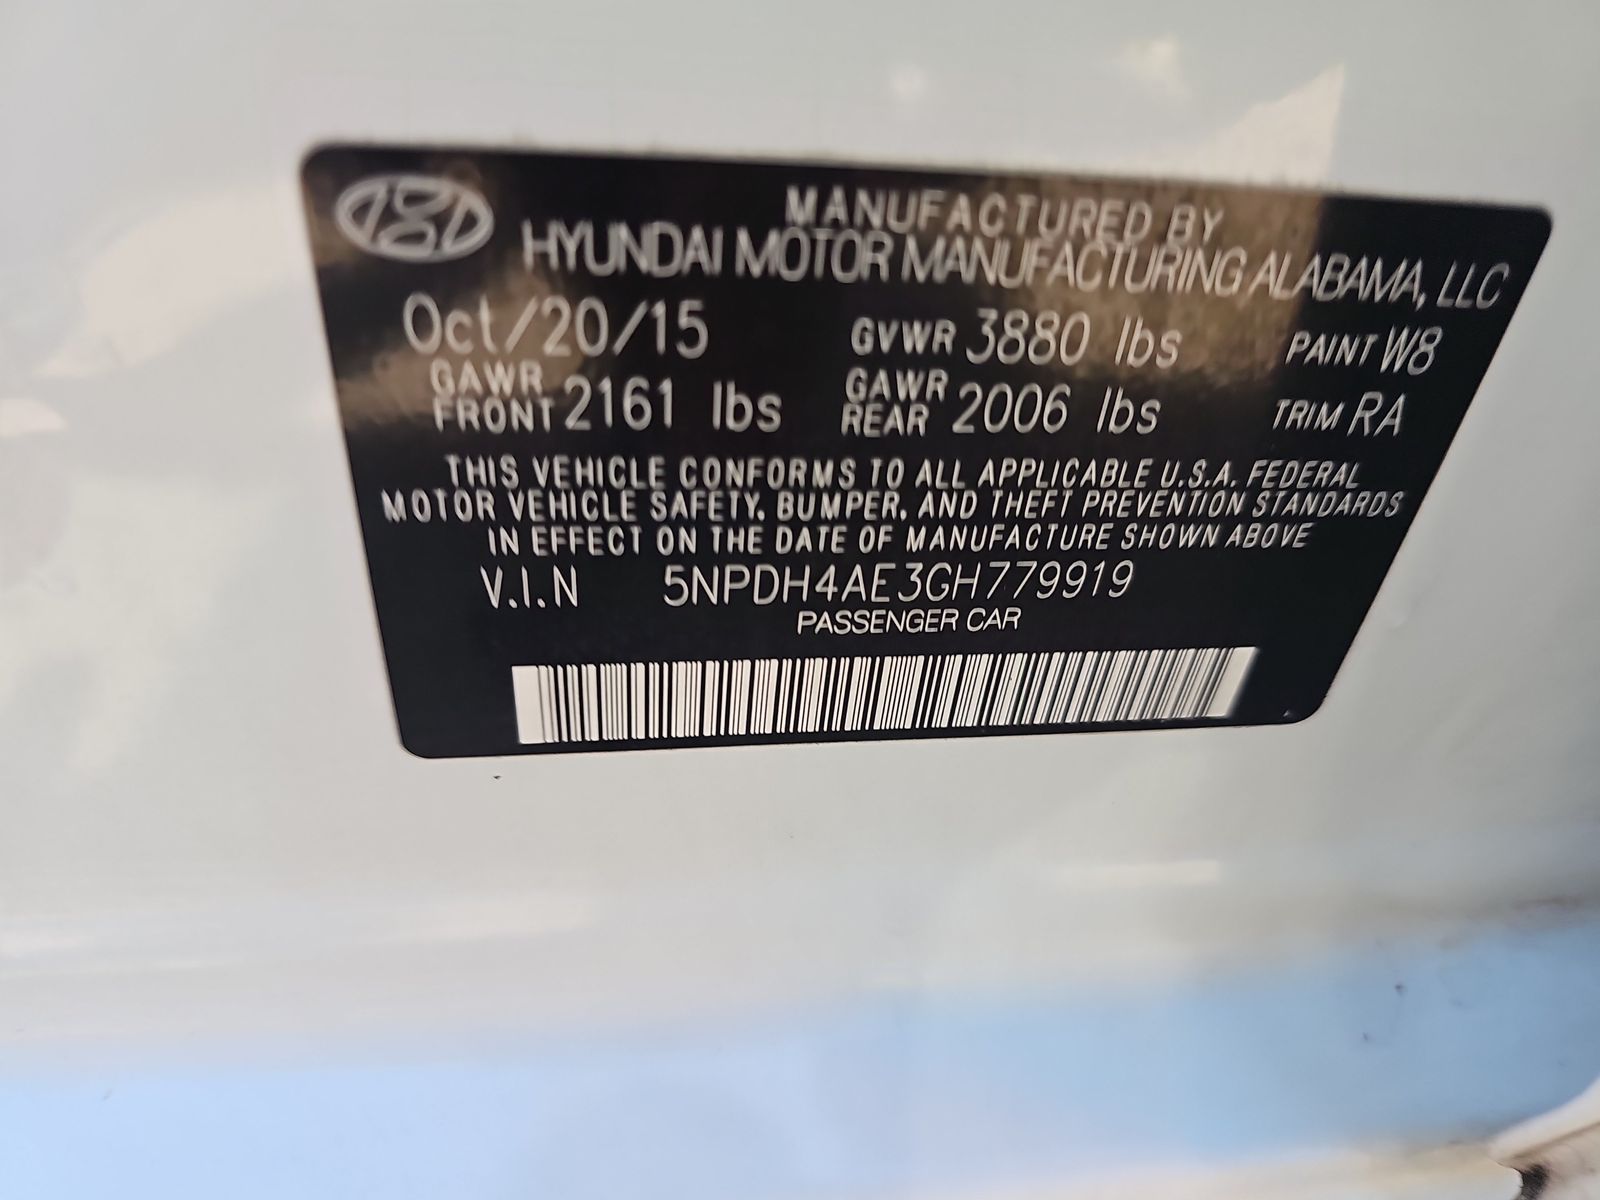 MANUFACTURED BY
HYUNDAI MOTOR MANUFACTURING ALABAMA, LLC
Oct/20/15 GVWR 3880 lbs PAINT W8
GAWR FRONT 2161 lbs GAWR REAR 2006 lbs TRIM RA
THIS VEHICLE CONFORMS TO ALL APPLICABLE U.S.A. FEDERAL
MOTOR VEHICLE SAFETY, BUMPER, AND THEFT PREVENTION STANDARDS
IN EFFECT ON THE DATE OF MANUFACTURE SHOWN ABOVE
V.I.N 5NPDH4AE3GH779919
PASSENGER CAR